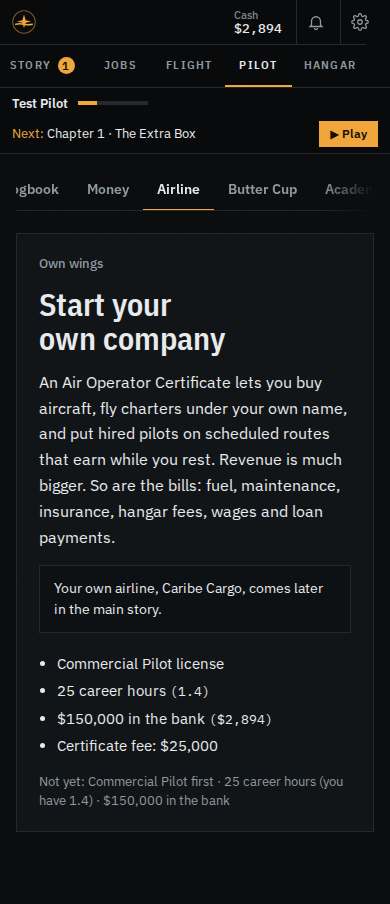 Cash
$2,894
STORY 1 JOBS FLIGHT PILOT HANGAR
Test Pilot
Next: Chapter 1 · The Extra Box
▶ Play
ogbook Money Airline Butter Cup Acade
Own wings
Start your
own company
An Air Operator Certificate lets you buy
aircraft, fly charters under your own name,
and put hired pilots on scheduled routes
that earn while you rest. Revenue is much
bigger. So are the bills: fuel, maintenance,
insurance, hangar fees, wages and loan
payments.
Your own airline, Caribe Cargo, comes later
in the main story.
• Commercial Pilot license
• 25 career hours (1.4)
• $150,000 in the bank ($2,894)
• Certificate fee: $25,000
Not yet: Commercial Pilot first · 25 career hours (you
have 1.4) · $150,000 in the bank